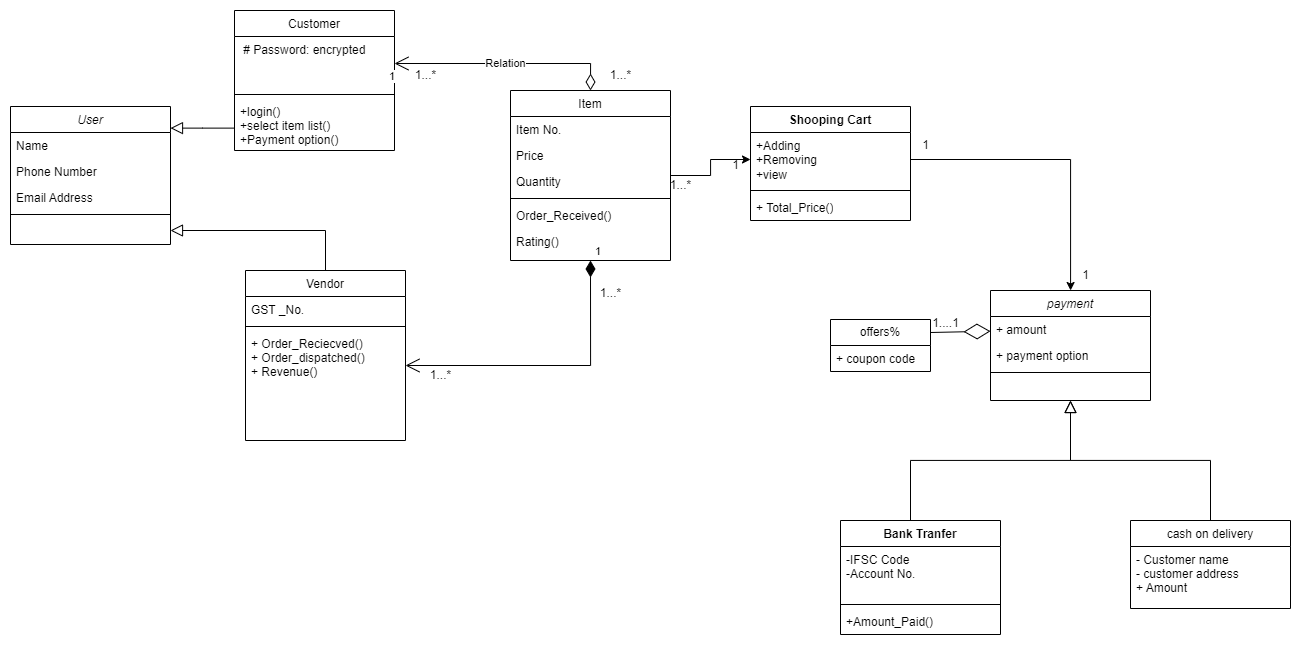 Customer
# Password: encrypted
+login()
+select item list()
+Payment option()
1
1...*
Relation
1...*
User
Name
Phone Number
Email Address
Item
Item No.
Price
Quantity
Order_Received()
Rating()
1
1...*
1...*
1
Shooping Cart
+Adding
+Removing
+view
+ Total_Price()
1
1
Vendor
GST _No.
+ Order_Reciecved()
+ Order_dispatched()
+ Revenue()
1...*
payment
+ amount
+ payment option
1....1
offers%
+ coupon code
Bank Tranfer
-IFSC Code
-Account No.
+Amount_Paid()
cash on delivery
- Customer name
- customer address
+ Amount